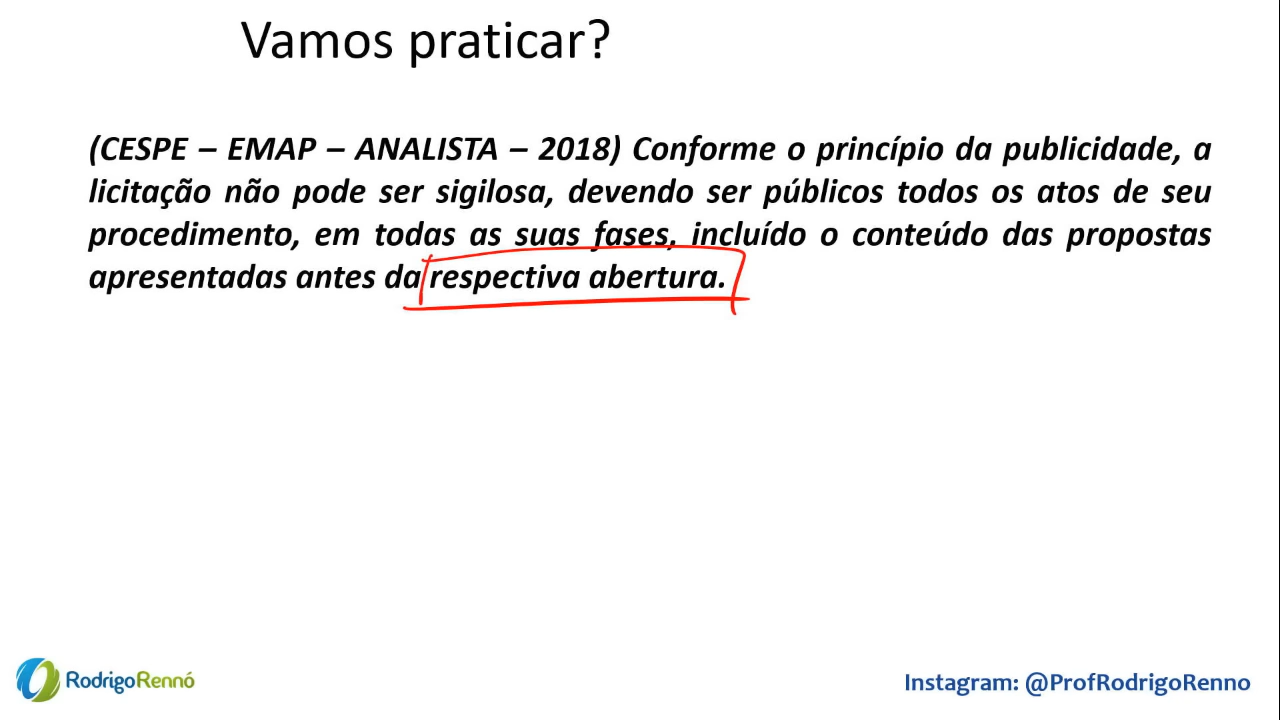 Vamos praticar?
(CESPE – EMAP – ANALISTA – 2018) Conforme o princípio da publicidade, a
licitação não pode ser sigilosa, devendo ser públicos todos os atos de seu
procedimento, em todas as suas fases, incluído o conteúdo das propostas
apresentadas antes da respectiva abertura.
RodrigoRennó
Instagram: @ProfRodrigoRenno